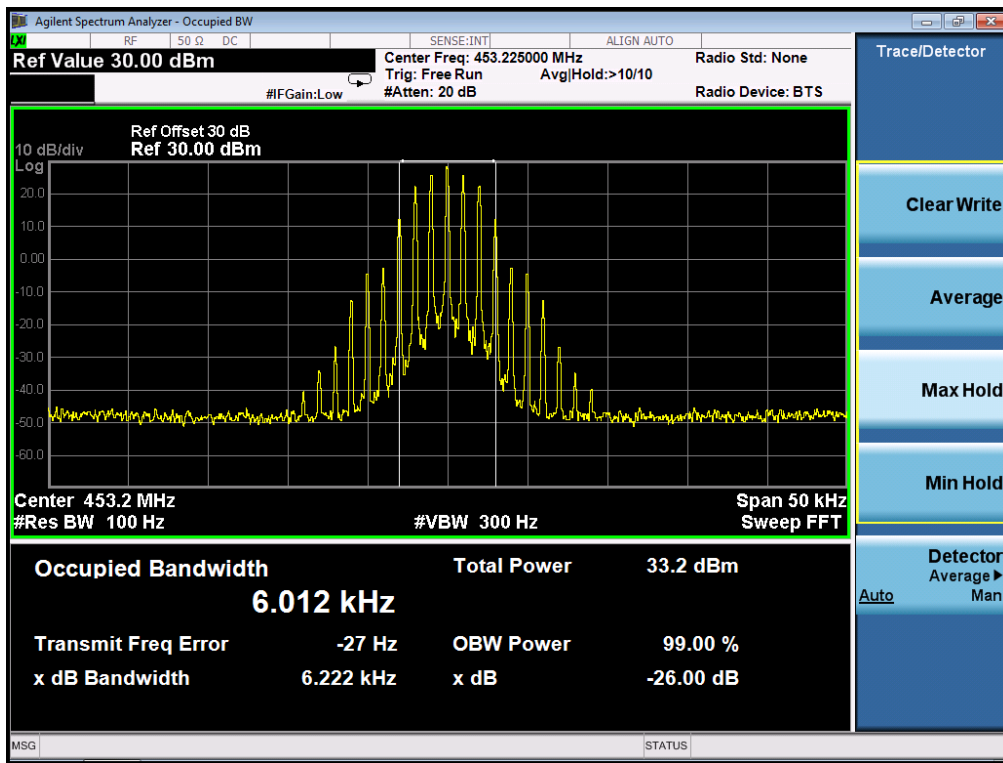 Agilent Spectrum Analyzer - Occupied BW
LXI RF 50 Ω DC SENSE:INT ALIGN AUTO
Ref Value 30.00 dBm
Center Freq: 453.225000 MHz
Radio Std: None
Trig: Free Run Avg|Hold:>10/10
#IFGain:Low
#Atten: 20 dB
Radio Device: BTS
Trace/Detector
Ref Offset 30 dB
10 dB/div Ref 30.00 dBm
Log
20.0
10.0
0.00
-10.0
-20.0
-30.0
-40.0
-50.0
-60.0
Center 453.2 MHz
Span 50 kHz
#Res BW 100 Hz
#VBW 300 Hz
Sweep FFT
Occupied Bandwidth
6.012 kHz
Total Power 33.2 dBm
Transmit Freq Error -27 Hz
OBW Power 99.00 %
x dB Bandwidth 6.222 kHz
x dB -26.00 dB
Clear Write
Average
Max Hold
Min Hold
Detector
Average
Auto Man
MSG
STATUS